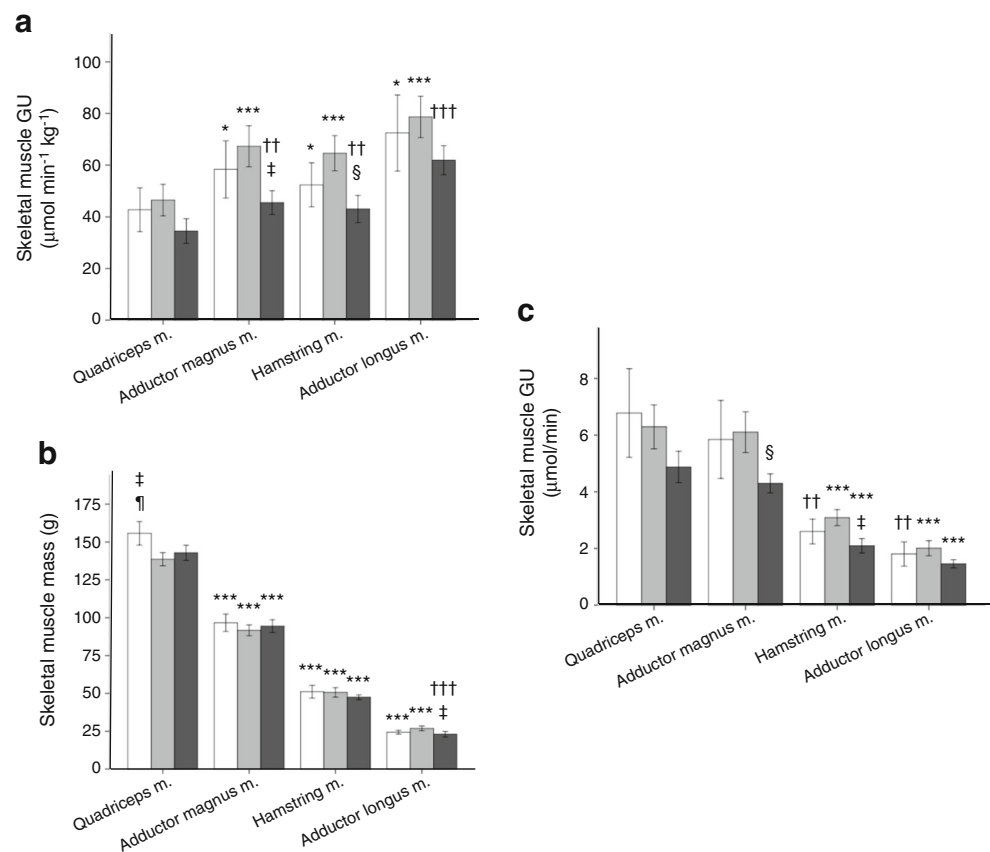 a
Skeletal muscle GU
(µmol min⁻¹ kg⁻¹)
100
80
60
40
20
0
* *** †† ‡
* *** †† §
* *** †††
Quadriceps m.
Adductor magnus m.
Hamstring m.
Adductor longus m.
b
Skeletal muscle mass (g)
175
150
125
100
75
50
25
0
‡
¶
*** *** ***
*** *** ***
*** *** ††† ‡
Quadriceps m.
Adductor magnus m.
Hamstring m.
Adductor longus m.
c
Skeletal muscle GU
(µmol/min)
8
6
4
2
0
§
†† *** *** ‡
†† *** ***
Quadriceps m.
Adductor magnus m.
Hamstring m.
Adductor longus m.